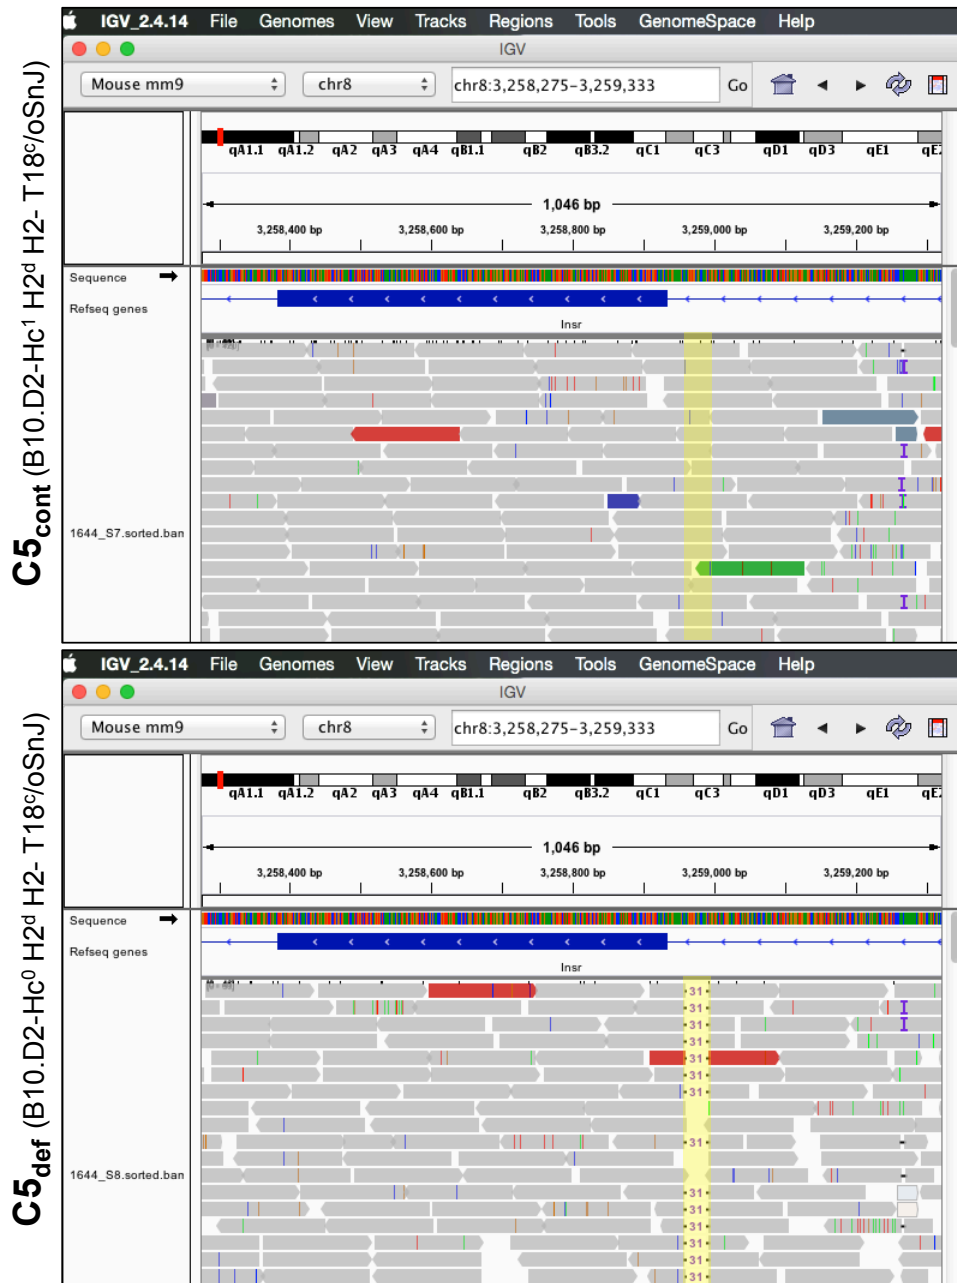 C5cont (B10.D2-Hc¹ H2ᵈ H2- T18ᶜ/oSnJ)
IGV_2.4.14 File Genomes View Tracks Regions Tools GenomeSpace Help
IGV
Mouse mm9 chr8 chr8:3,258,275-3,259,333 Go
qA1.1 qA1.2 qA2 qA3 qA4 qB1.1 qB2 qB3.2 qC1 qC3 qD1 qD3 qE1 qE2
1,046 bp
3,258,400 bp 3,258,600 bp 3,258,800 bp 3,259,000 bp 3,259,200 bp
Sequence
Refseq genes
Insr
I
I
I
I
I
1644_S7.sorted.ban
C5def (B10.D2-Hc⁰ H2ᵈ H2- T18ᶜ/oSnJ)
IGV_2.4.14 File Genomes View Tracks Regions Tools GenomeSpace Help
IGV
Mouse mm9 chr8 chr8:3,258,275-3,259,333 Go
qA1.1 qA1.2 qA2 qA3 qA4 qB1.1 qB2 qB3.2 qC1 qC3 qD1 qD3 qE1 qE2
1,046 bp
3,258,400 bp 3,258,600 bp 3,258,800 bp 3,259,000 bp 3,259,200 bp
Sequence
Refseq genes
Insr
31
31 I
31 I
31
31
31
31
31
1644_S8.sorted.ban
31
31
31
31
31
31